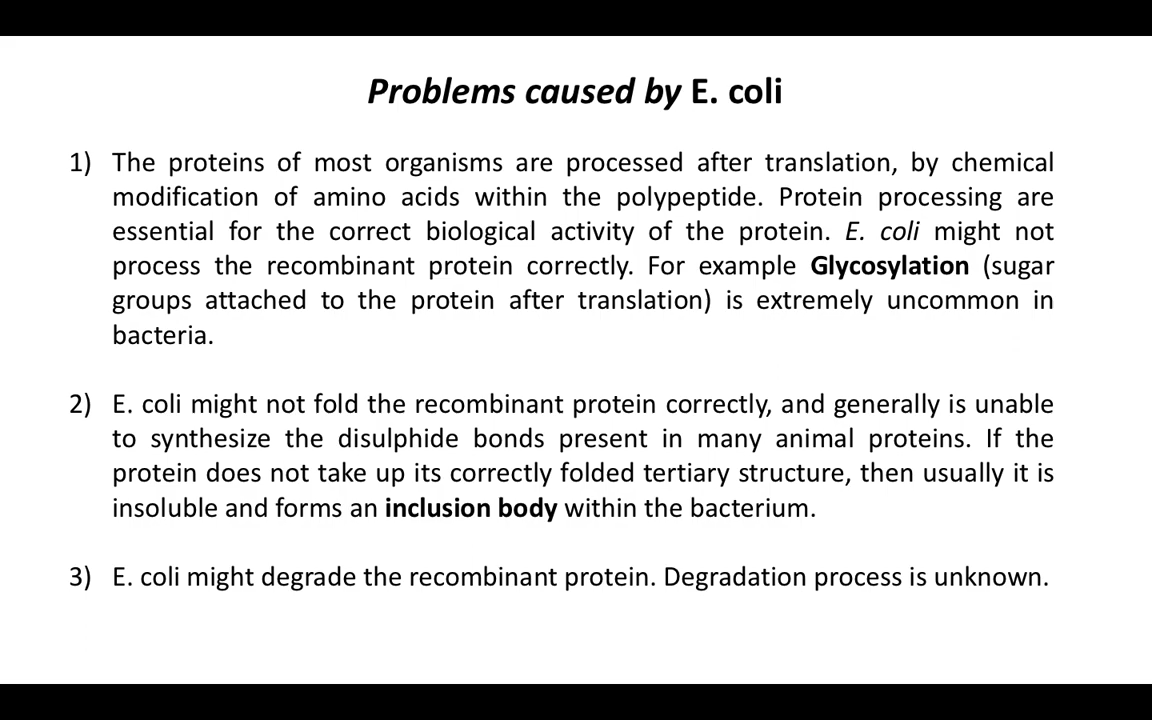 Problems caused by E. coli
1) The proteins of most organisms are processed after translation, by chemical
modification of amino acids within the polypeptide. Protein processing are
essential for the correct biological activity of the protein. E. coli might not
process the recombinant protein correctly. For example Glycosylation (sugar
groups attached to the protein after translation) is extremely uncommon in
bacteria.
2) E. coli might not fold the recombinant protein correctly, and generally is unable
to synthesize the disulphide bonds present in many animal proteins. If the
protein does not take up its correctly folded tertiary structure, then usually it is
insoluble and forms an inclusion body within the bacterium.
3) E. coli might degrade the recombinant protein. Degradation process is unknown.